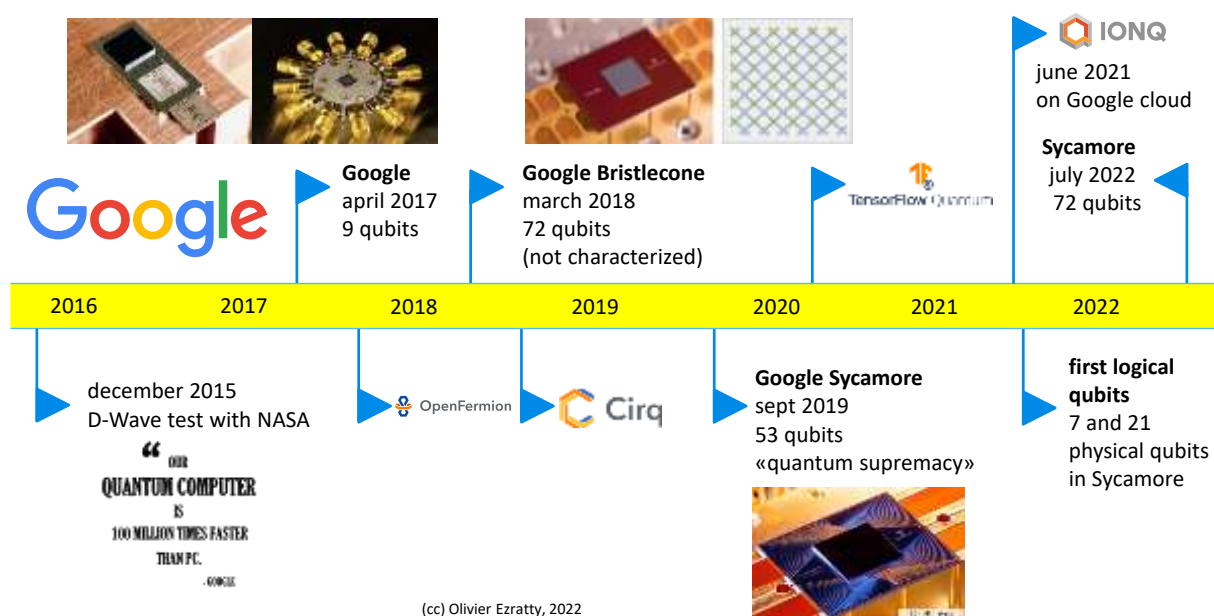 IONQ
june 2021
on Google cloud
Google
Google
april 2017
9 qubits
Google Bristlecone
march 2018
72 qubits
(not characterized)
TensorFlow Quantum
Sycamore
july 2022
72 qubits
2016
2017
2018
2019
2020
2021
2022
december 2015
D-Wave test with NASA
“ OUR
QUANTUM COMPUTER
IS
100 MILLION TIMES FASTER
THAN PC.
- GOOGLE
OpenFermion
Cirq
Google Sycamore
sept 2019
53 qubits
«quantum supremacy»
first logical
qubits
7 and 21
physical qubits
in Sycamore
(cc) Olivier Ezratty, 2022